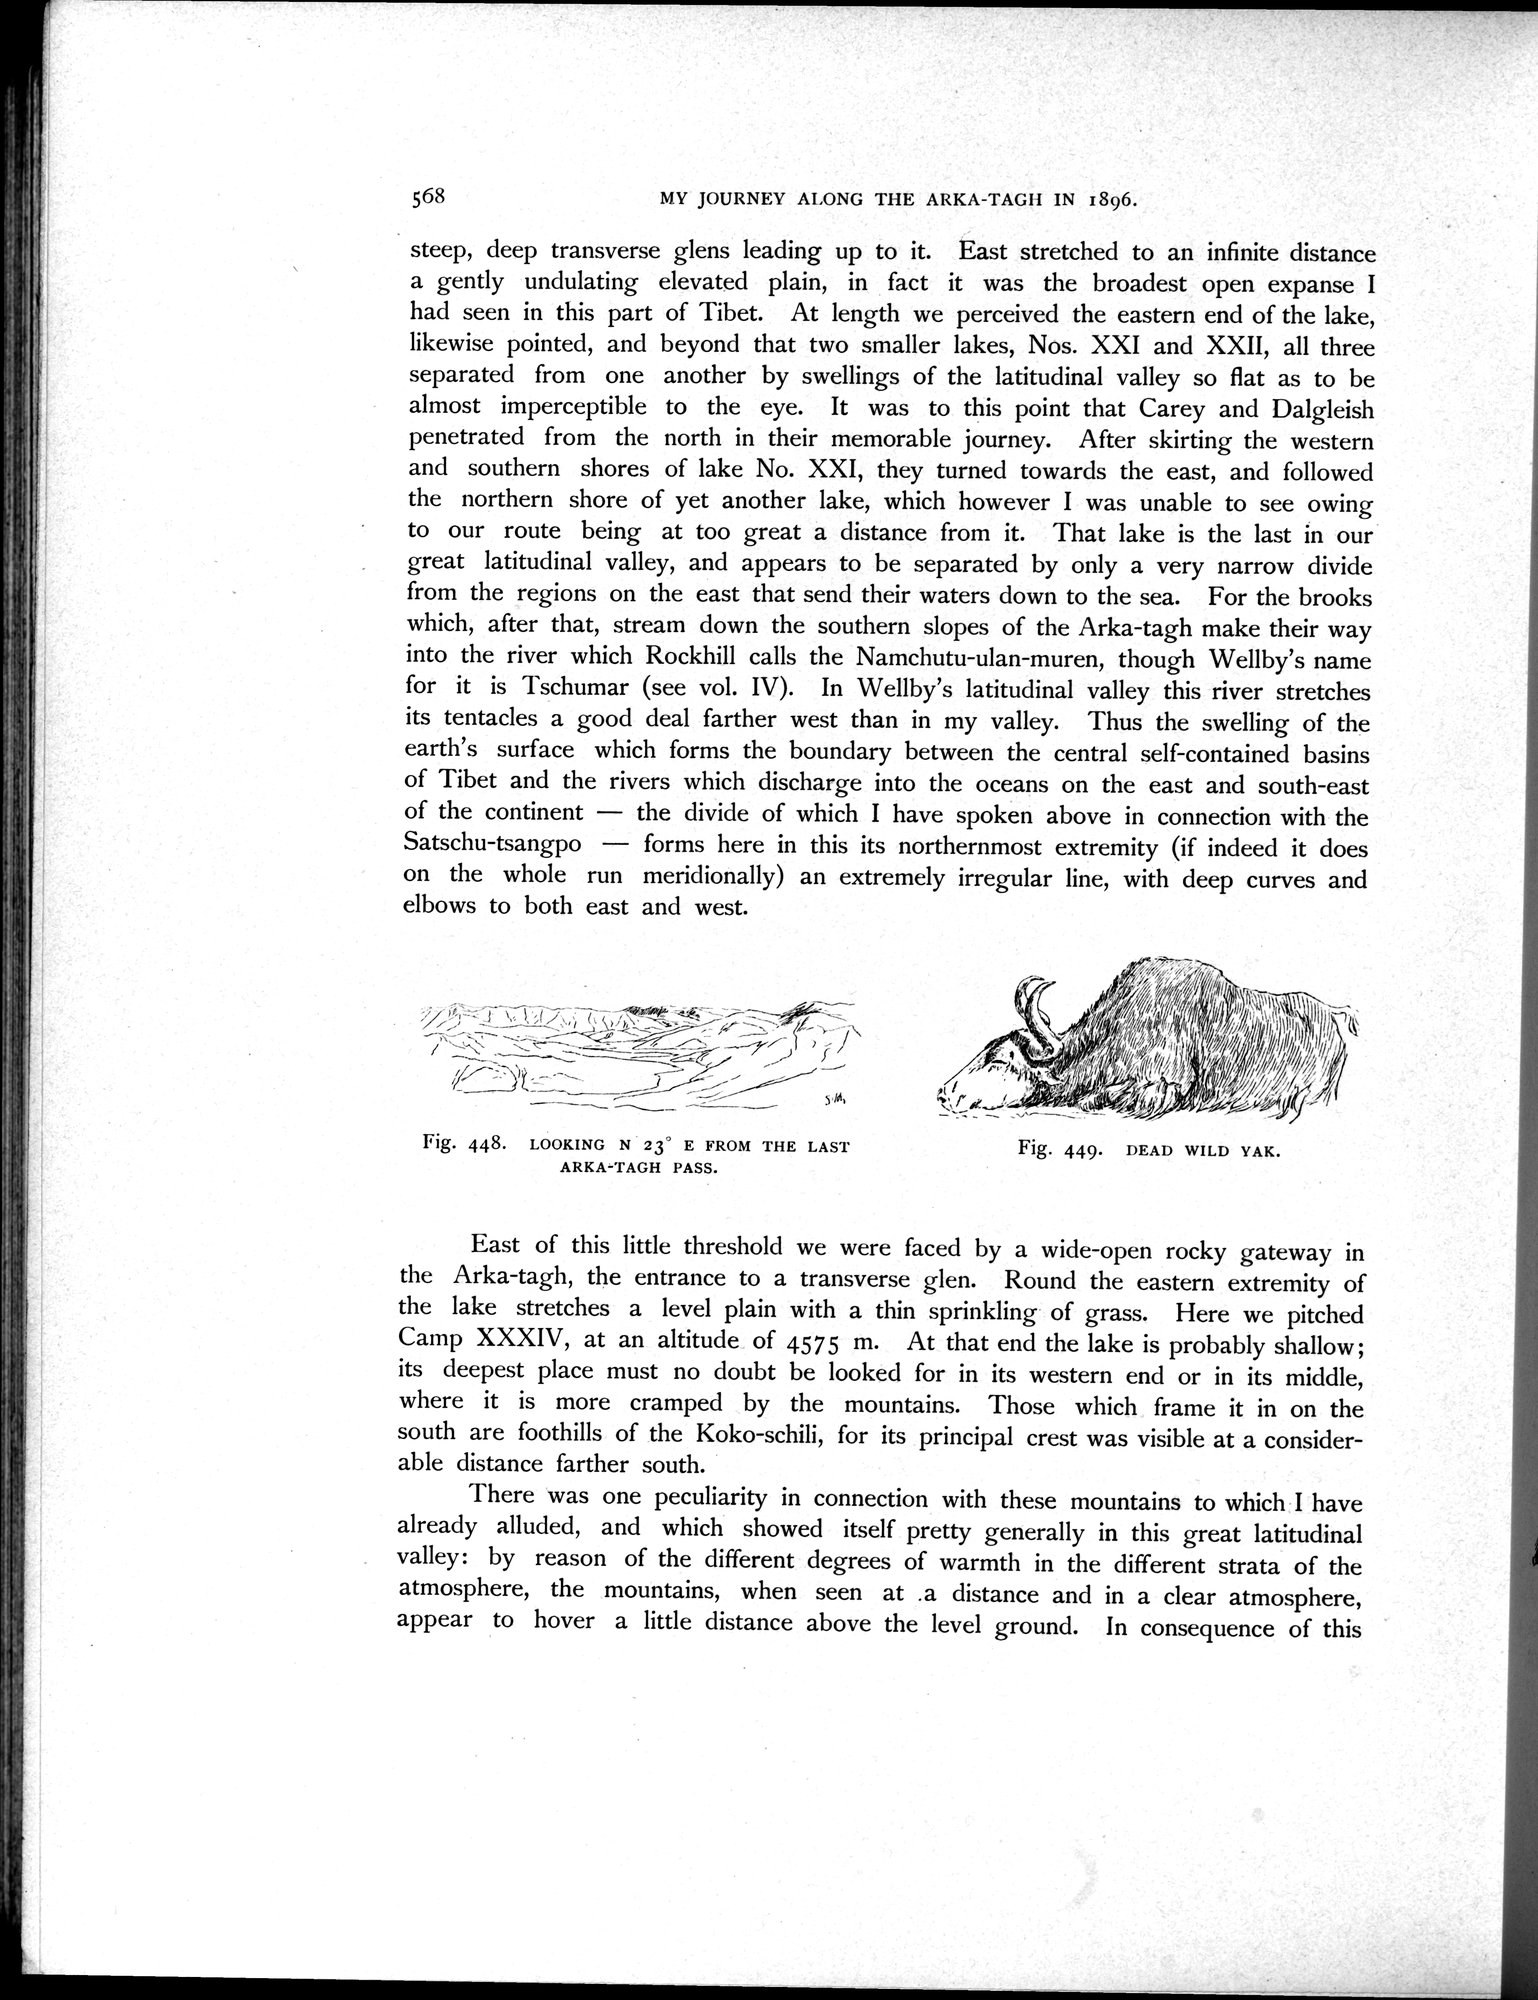 568 MY JOURNEY ALONG THE ARKA-TAGH IN 1896.
steep, deep transverse glens leading up to it. East stretched to an infinite distance
a gently undulating elevated plain, in fact it was the broadest open expanse I
had seen in this part of Tibet. At length we perceived the eastern end of the lake,
likewise pointed, and beyond that two smaller lakes, Nos. XXI and XXII, all three
separated from one another by swellings of the latitudinal valley so flat as to be
almost imperceptible to the eye. It was to this point that Carey and Dalgleish
penetrated from the north in their memorable journey. After skirting the western
and southern shores of lake No. XXI, they turned towards the east, and followed
the northern shore of yet another lake, which however I was unable to see owing
to our route being at too great a distance from it. That lake is the last in our
great latitudinal valley, and appears to be separated by only a very narrow divide
from the regions on the east that send their waters down to the sea. For the brooks
which, after that, stream down the southern slopes of the Arka-tagh make their way
into the river which Rockhill calls the Namchutu-ulan-muren, though Wellby's name
for it is Tschumar (see vol. IV). In Wellby's latitudinal valley this river stretches
its tentacles a good deal farther west than in my valley. Thus the swelling of the
earth's surface which forms the boundary between the central self-contained basins
of Tibet and the rivers which discharge into the oceans on the east and south-east
of the continent — the divide of which I have spoken above in connection with the
Satschu-tsangpo — forms here in this its northernmost extremity (if indeed it does
on the whole run meridionally) an extremely irregular line, with deep curves and
elbows to both east and west.
S.M,
Fig. 448. LOOKING N 23° E FROM THE LAST
ARKA-TAGH PASS.
Fig. 449. DEAD WILD YAK.
East of this little threshold we were faced by a wide-open rocky gateway in
the Arka-tagh, the entrance to a transverse glen. Round the eastern extremity of
the lake stretches a level plain with a thin sprinkling of grass. Here we pitched
Camp XXXIV, at an altitude of 4575 m. At that end the lake is probably shallow;
its deepest place must no doubt be looked for in its western end or in its middle,
where it is more cramped by the mountains. Those which frame it in on the
south are foothills of the Koko-schili, for its principal crest was visible at a consider-
able distance farther south.
There was one peculiarity in connection with these mountains to which I have
already alluded, and which showed itself pretty generally in this great latitudinal
valley: by reason of the different degrees of warmth in the different strata of the
atmosphere, the mountains, when seen at a distance and in a clear atmosphere,
appear to hover a little distance above the level ground. In consequence of this